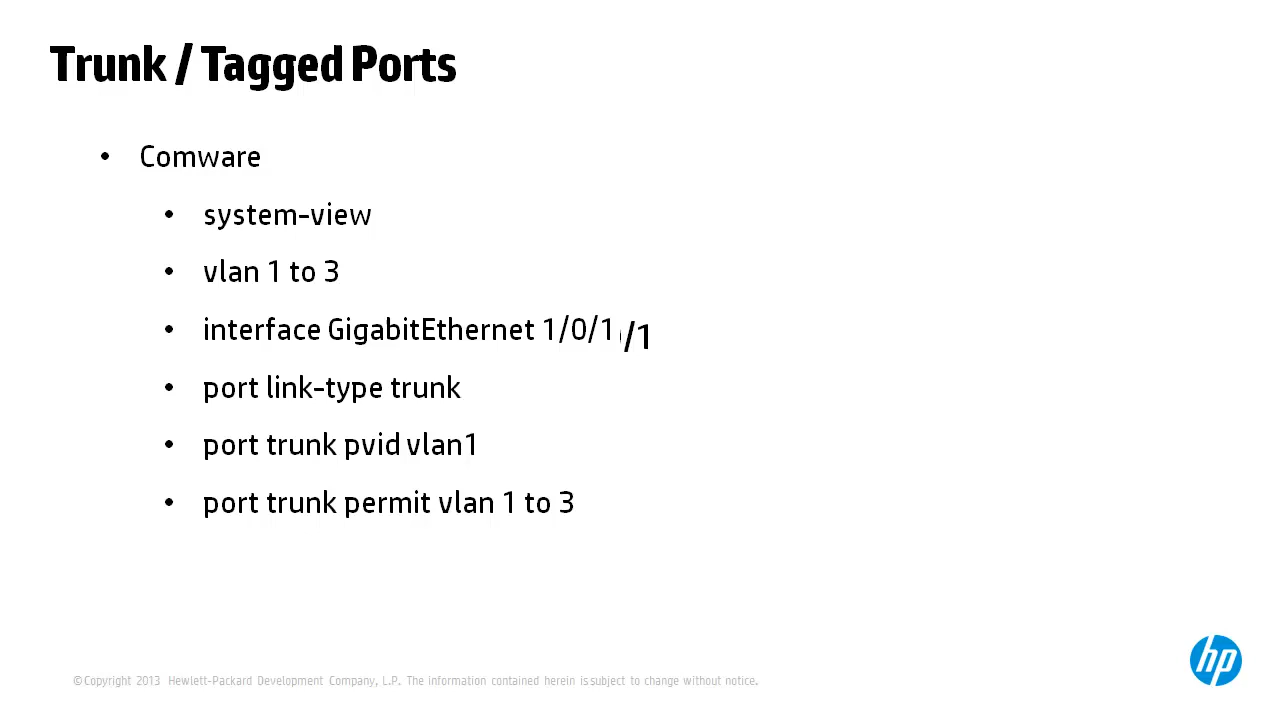 Trunk / Tagged Ports
• Comware
• system-view
• vlan 1 to 3
• interface GigabitEthernet 1/0/1 /1
• port link-type trunk
• port trunk pvid vlan1
• port trunk permit vlan 1 to 3
hp
© Copyright 2013 Hewlett-Packard Development Company, L.P. The information contained herein is subject to change without notice.